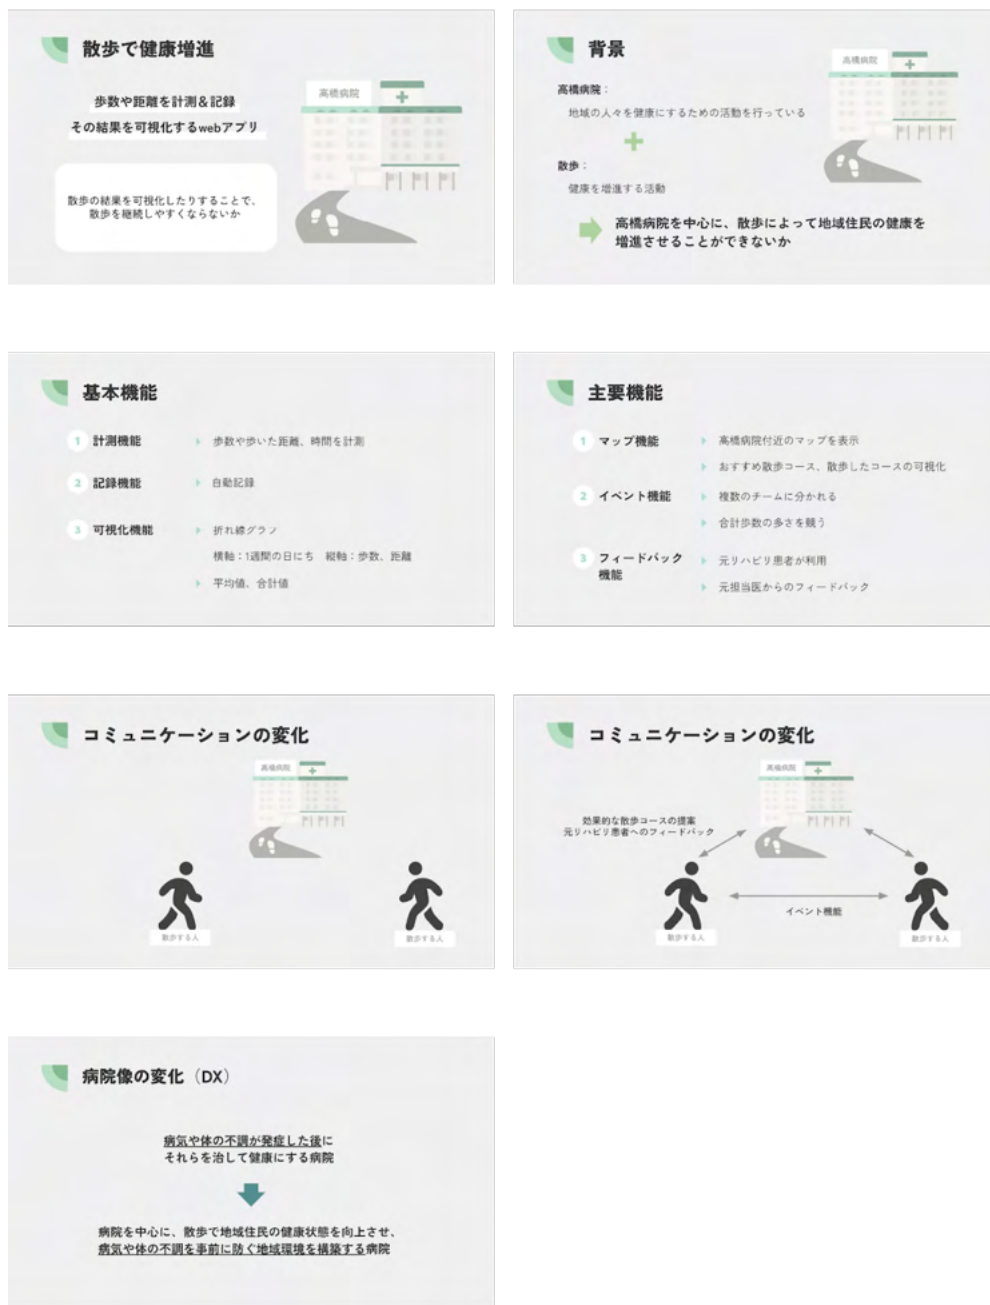 散歩で健康増進
歩数や距離を計測＆記録
その結果を可視化するwebアプリ
散歩の結果を可視化したりすることで、
散歩を継続しやすくならないか
高橋病院
背景
高橋病院：
地域の人々を健康にするための活動を行っている
散歩：
健康を増進する活動
高橋病院を中心に、散歩によって地域住民の健康を
増進させることができないか
高橋病院
基本機能
1 計測機能
歩数や歩いた距離、時間を計測
2 記録機能
自動記録
3 可視化機能
折れ線グラフ
横軸：1週間の日にち　縦軸：歩数、距離
平均値、合計値
主要機能
1 マップ機能
高橋病院付近のマップを表示
おすすめ散歩コース、散歩したコースの可視化
2 イベント機能
複数のチームに分かれる
合計歩数の多さを競う
3 フィードバック
機能
元リハビリ患者が利用
元担当医からのフィードバック
コミュニケーションの変化
高橋病院
散歩する人
散歩する人
コミュニケーションの変化
高橋病院
効果的な散歩コースの提案
元リハビリ患者へのフィードバック
イベント機能
散歩する人
散歩する人
病院像の変化（DX）
病気や体の不調が発症した後に
それらを治して健康にする病院
病院を中心に、散歩で地域住民の健康状態を向上させ、
病気や体の不調を事前に防ぐ地域環境を構築する病院